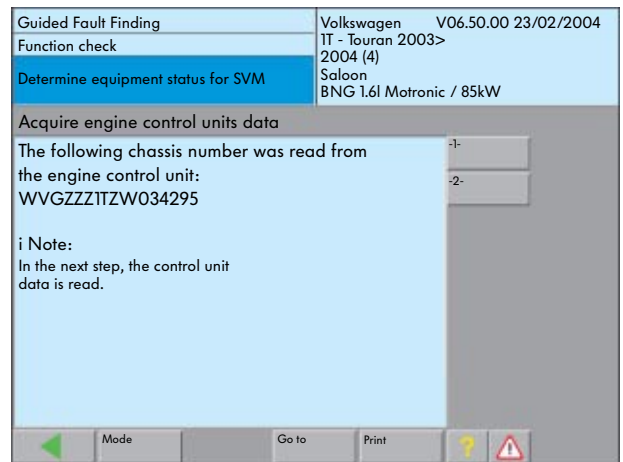 Guided Fault Finding
Function check
Determine equipment status for SVM
Volkswagen V06.50.00 23/02/2004
1T - Touran 2003>
2004 (4)
Saloon
BNG 1.6l Motronic / 85kW
Acquire engine control units data
The following chassis number was read from
the engine control unit:
WVGZZZ1TZW034295
i Note:
In the next step, the control unit
data is read.
-1-
-2-
Mode
Go to
Print
?